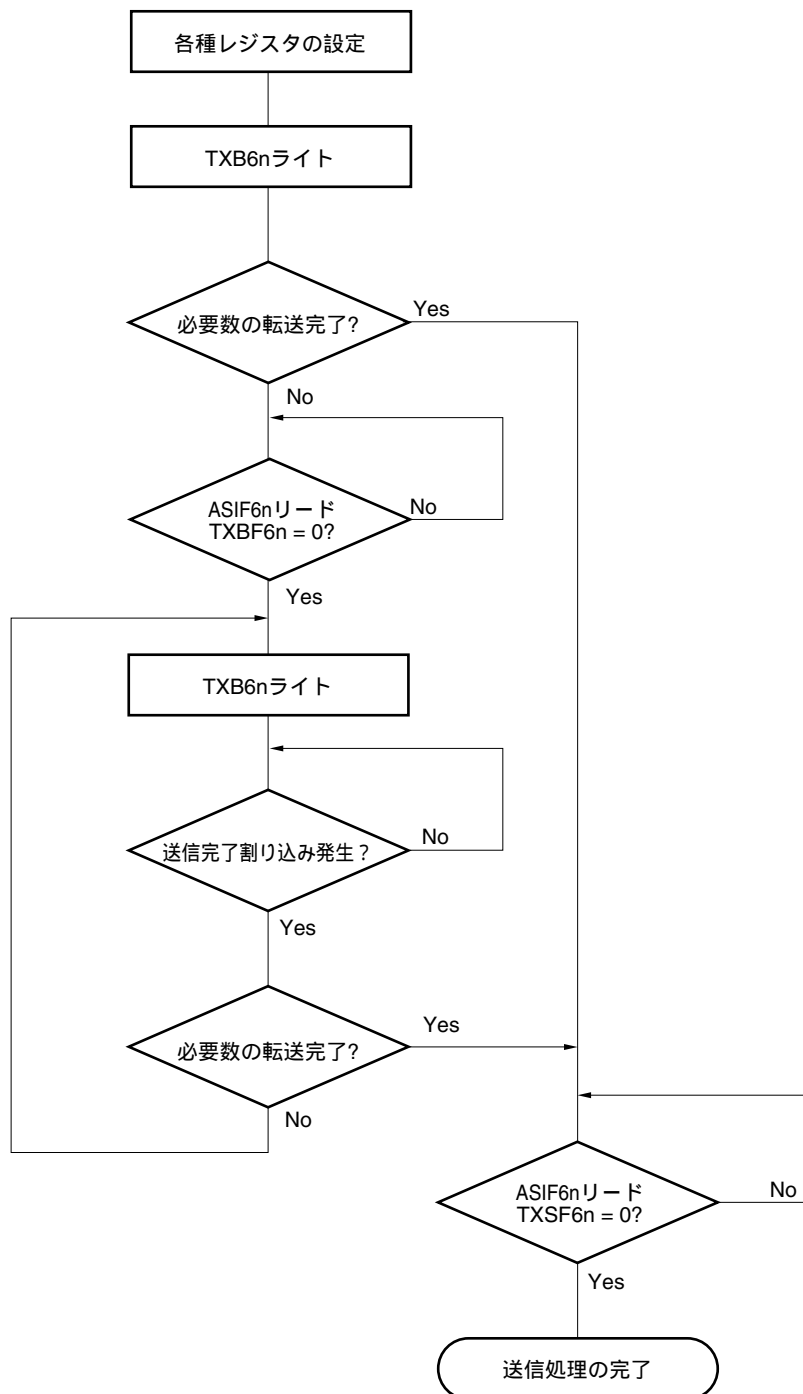 各種レジスタの設定
TXB6nライト
必要数の転送完了?
Yes
No
ASIF6nリード
TXBF6n = 0?
No
Yes
TXB6nライト
送信完了割り込み発生？
No
Yes
必要数の転送完了?
Yes
No
ASIF6nリード
TXSF6n = 0?
No
Yes
送信処理の完了